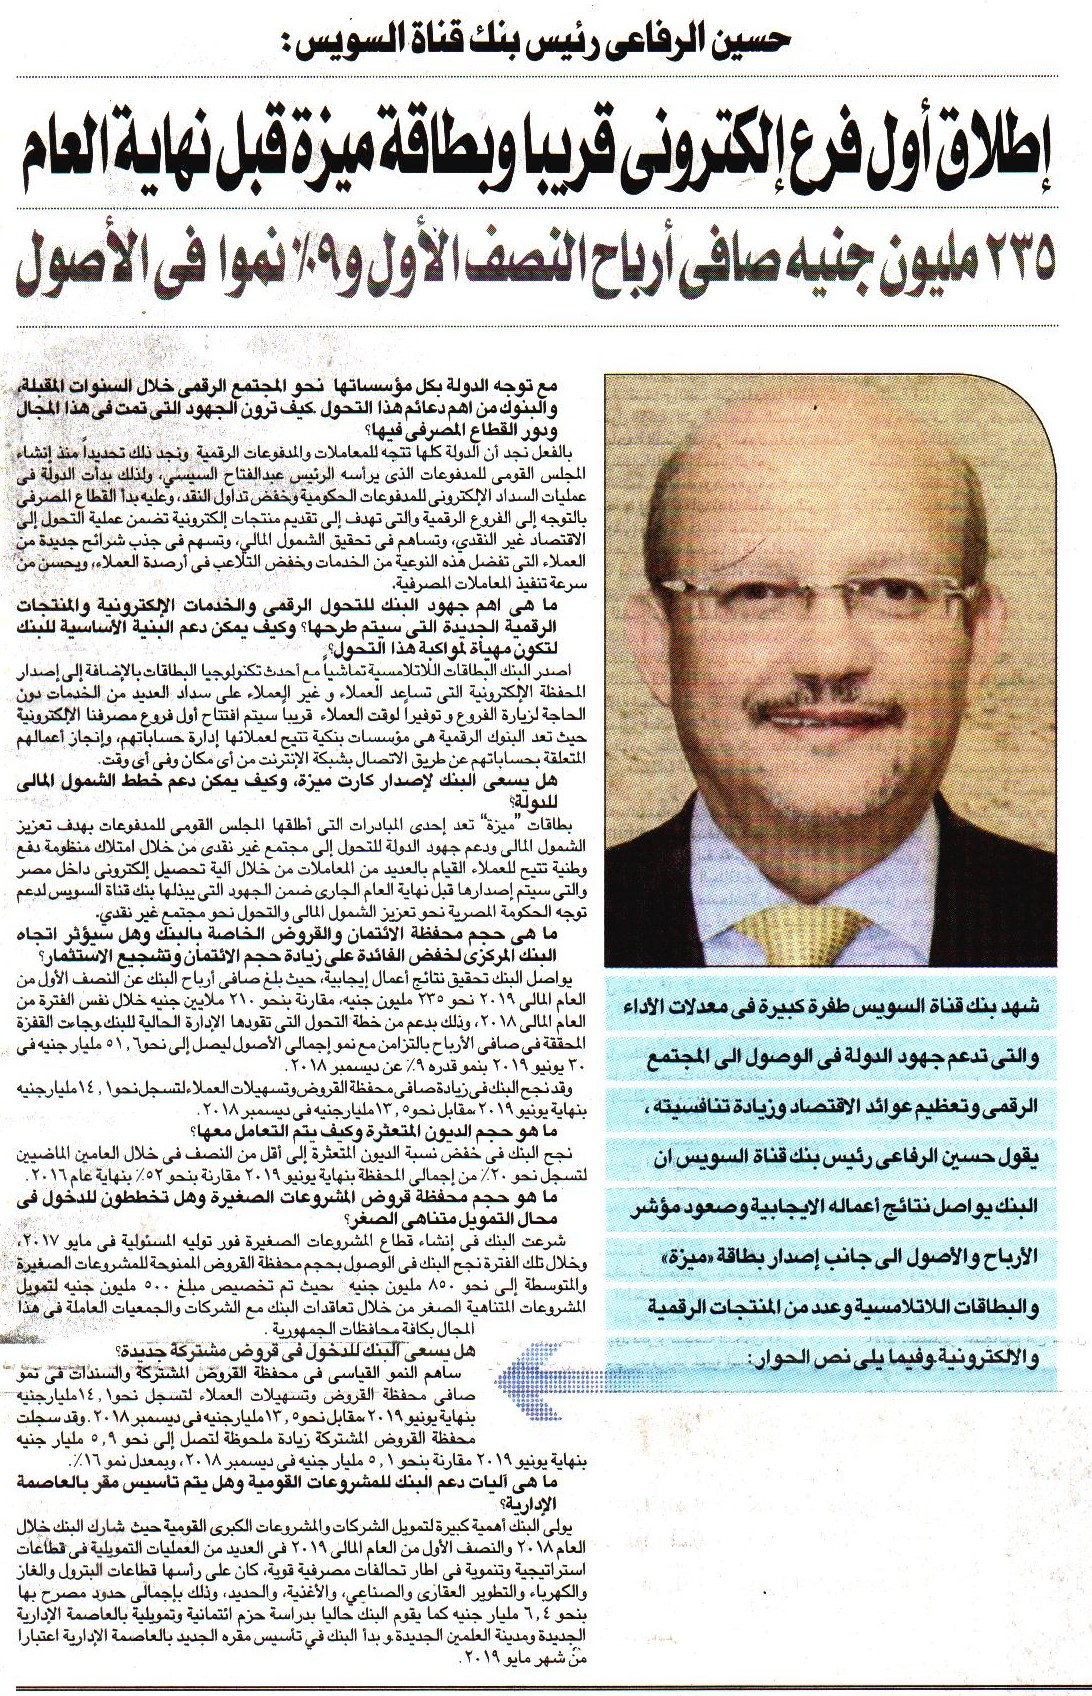 حسين الرفاعى رئيس بنك قناة السويس:
إطلاق أول فرع إلكترونى قريبا وبطاقة ميزة قبل نهاية العام
٢٣٥ مليون جنيه صافى أرباح النصف الأول و٩٪ نموا فى الأصول
شهد بنك قناة السويس طفرة كبيرة فى معدلات الأداء
والتى تدعم جهود الدولة فى الوصول الى المجتمع
الرقمى وتعظيم عوائد الاقتصاد وزيادة تنافسيته ،
يقول حسين الرفاعى رئيس بنك قناة السويس ان
البنك يواصل نتائج أعماله الايجابية وصعود مؤشر
الأرباح والأصول الى جانب إصدار بطاقة «ميزة»
والبطاقات اللاتلامسية وعدد من المنتجات الرقمية
والالكترونية.وفيما يلى نص الحوار:
مع توجه الدولة بكل مؤسساتها نحو المجتمع الرقمى خلال السنوات المقبلة،
والبنوك من اهم دعائم هذا التحول .كيف ترون الجهود التى تمت فى هذا المجال
ودور القطاع المصرفى فيها؟
بالفعل نجد أن الدولة كلها تتجه للمعاملات والمدفوعات الرقمية ونجد ذلك تحديداً منذ إنشاء
المجلس القومى للمدفوعات الذى يرأسه الرئيس عبدالفتاح السيسي، ولذلك بدأت الدولة فى
عمليات السداد الإلكترونى للمدفوعات الحكومية وخفض تداول النقد، وعليه بدأ القطاع المصرفى
بالتوجه إلى الفروع الرقمية والتى تهدف إلى تقديم منتجات إلكترونية تضمن عملية التحول إلى
الاقتصاد غير النقدي، وتساهم فى تحقيق الشمول المالي، وتسهم فى جذب شرائح جديدة من
العملاء التى تفضل هذه النوعية من الخدمات وخفض التلاعب فى أرصدة العملاء، ويحسن من
سرعة تنفيذ المعاملات المصرفية.
ما هى اهم جهود البنك للتحول الرقمى والخدمات الإلكترونية والمنتجات
الرقمية الجديدة التى سيتم طرحها؟ وكيف يمكن دعم البنية الأساسية للبنك
لتكون مهيأة لمواكبة هذا التحول؟
اصدر البنك البطاقات اللاتلامسية تماشياً مع أحدث تكنولوجيا البطاقات بالإضافة إلى إصدار
المحفظة الإلكترونية التى تساعد العملاء و غير العملاء على سداد العديد من الخدمات دون
الحاجة لزيارة الفروع و توفيراً لوقت العملاء قريباً سيتم افتتاح أول فروع مصرفنا الإلكترونية
حيث تعد البنوك الرقمية هى مؤسسات بنكية تتيح لعملائها إدارة حساباتهم، وإنجاز أعمالهم
المتعلقة بحساباتهم عن طريق الاتصال بشبكة الإنترنت من أى مكان وفى أى وقت.
هل يسعى البنك لإصدار كارت ميزة، وكيف يمكن دعم خطط الشمول المالى
للدولة؟
بطاقات "ميزة" تعد إحدى المبادرات التى أطلقها المجلس القومى للمدفوعات بهدف تعزيز
الشمول المالى ودعم جهود الدولة للتحول إلى مجتمع غير نقدى من خلال امتلاك منظومة دفع
وطنية تتيح للعملاء القيام بالعديد من المعاملات من خلال آلية تحصيل إلكترونى داخل مصر
والتى سيتم إصدارها قبل نهاية العام الجارى ضمن الجهود التى يبذلها بنك قناة السويس لدعم
توجه الحكومة المصرية نحو تعزيز الشمول المالى والتحول نحو مجتمع غير نقدي.
ما هى حجم محفظة الائتمان والقروض الخاصة بالبنك وهل سيؤثر اتجاه
البنك المركزى لخفض الفائدة على زيادة حجم الائتمان وتشجيع الاستثمار؟
يواصل البنك تحقيق نتائج أعمال إيجابية، حيث بلغ صافى أرباح البنك عن النصف الأول من
العام المالى ٢٠١٩ نحو ٢٣٥ مليون جنيه، مقارنة بنحو ٢١٠ ملايين جنيه خلال نفس الفترة من
العام المالى ٢٠١٨، وذلك بدعم من خطة التحول التى تقودها الإدارة الحالية للبنك.وجاءت القفزة
المحققة فى صافى الأرباح بالتزامن مع نمو إجمالى الأصول ليصل إلى نحو ٥١,٦ مليار جنيه فى
٣٠ يونيو ٢٠١٩ بنمو قدره ٩٪ عن ديسمبر ٢٠١٨.
وقد نجح البنك فى زيادة صافى محفظة القروض وتسهيلات العملاء لتسجل نحو ١٤,١مليار جنيه
بنهاية يونيو ٢٠١٩ مقابل نحو ١٣,٥مليار جنيه فى ديسمبر ٢٠١٨.
ما هو حجم الديون المتعثرة وكيف يتم التعامل معها؟
نجح البنك فى خفض نسبة الديون المتعثرة إلى أقل من النصف فى خلال العامين الماضيين
لتسجل نحو ٢٠٪ من إجمالى المحفظة بنهاية يونيو ٢٠١٩ مقارنة بنحو ٥٢٪ بنهاية عام ٢٠١٦.
ما هو حجم محفظة قروض المشروعات الصغيرة وهل تخططون للدخول فى
محال التمويل متناهى الصغر؟
شرعت البنك فى إنشاء قطاع المشروعات الصغيرة فور توليه المسئولية فى مايو ٢٠١٧،
وخلال تلك الفترة نجح البنك فى الوصول بحجم محفظة القروض الممنوحة للمشروعات الصغيرة
والمتوسطة إلى نحو ٨٥٠ مليون جنيه حيث تم تخصيص مبلغ ٥٠٠ مليون جنيه لتمويل
المشروعات المتناهية الصغر من خلال تعاقدات البنك مع الشركات والجمعيات العاملة فى هذا
المجال بكافة محافظات الجمهورية .
هل يسعى البنك للدخول فى قروض مشتركة جديدة؟
ساهم النمو القياسى فى محفظة القروض المشتركة والسندات فى نمو
صافى محفظة القروض وتسهيلات العملاء لتسجل نحو ١٤,١مليار جنيه
بنهاية يونيو ٢٠١٩ مقابل نحو ١٣,٥مليار جنيه فى ديسمبر ٢٠١٨. وقد سجلت
محفظة القروض المشتركة زيادة ملحوظة لتصل إلى نحو ٥,٩ مليار جنيه
بنهاية يونيو ٢٠١٩ مقارنة بنحو ٥,١ مليار جنيه فى ديسمبر ٢٠١٨، وبمعدل نمو ١٦٪.
ما هى آليات دعم البنك للمشروعات القومية وهل يتم تأسيس مقر بالعاصمة
الإدارية؟
يولى البنك أهمية كبيرة لتمويل الشركات والمشروعات الكبرى القومية حيث شارك البنك خلال
العام ٢٠١٨ والنصف الأول من العام المالى ٢٠١٩ فى العديد من العمليات التمويلية فى قطاعات
استراتيجية وتنموية فى اطار تحالفات مصرفية قوية، كان على رأسها قطاعات البترول والغاز
والكهرباء والتطوير العقارى والصناعي، والأغذية، والحديد، وذلك بإجمالى حدود مصرح بها
بنحو ٦,٤ مليار جنيه كما يقوم البنك حاليا بدراسة حزم ائتمانية وتمويلية بالعاصمة الإدارية
الجديدة ومدينة العلمين الجديدة.و بدأ البنك في تأسيس مقره الجديد بالعاصمة الإدارية اعتبارا
من شهر مايو ٢٠١٩.